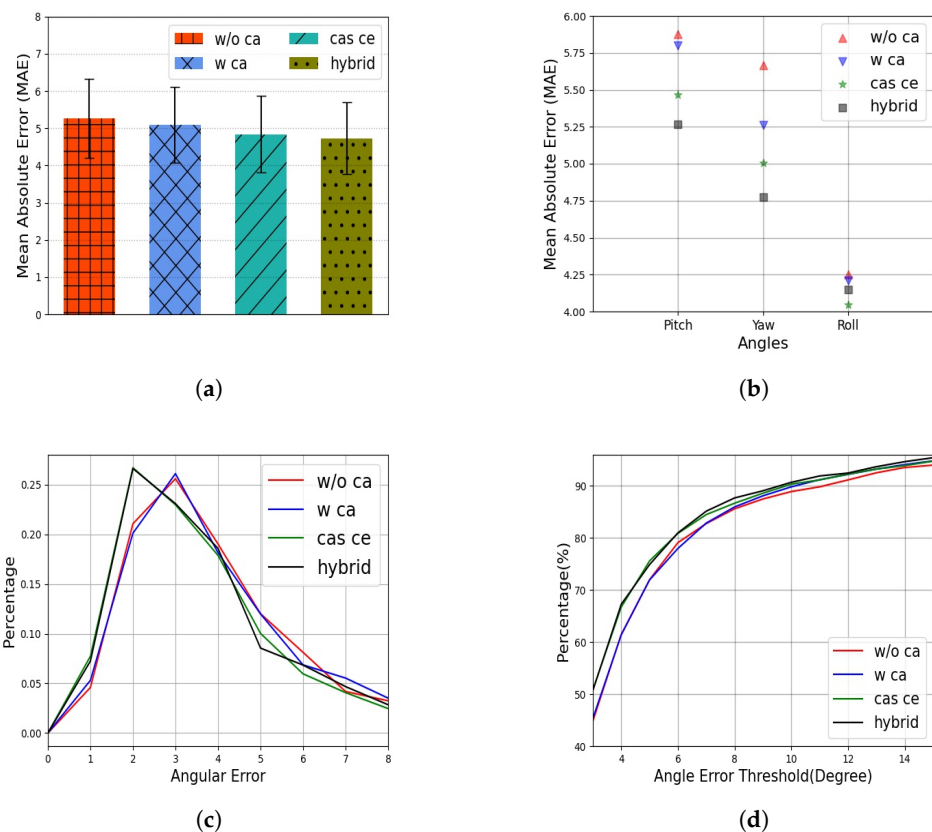 8
7
6
5
4
3
2
1
0
Mean Absolute Error (MAE)
w/o ca
cas ce
w ca
hybrid
(a)
6.00
5.75
5.50
5.25
5.00
4.75
4.50
4.25
4.00
Mean Absolute Error (MAE)
w/o ca
w ca
cas ce
hybrid
Pitch Yaw Roll
Angles
(b)
0.25
0.20
0.15
0.10
0.05
0.00
Percentage
w/o ca
w ca
cas ce
hybrid
0 1 2 3 4 5 6 7 8
Angular Error
(c)
90
80
70
60
50
40
Percentage(%)
w/o ca
w ca
cas ce
hybrid
4 6 8 10 12 14
Angle Error Threshold(Degree)
(d)